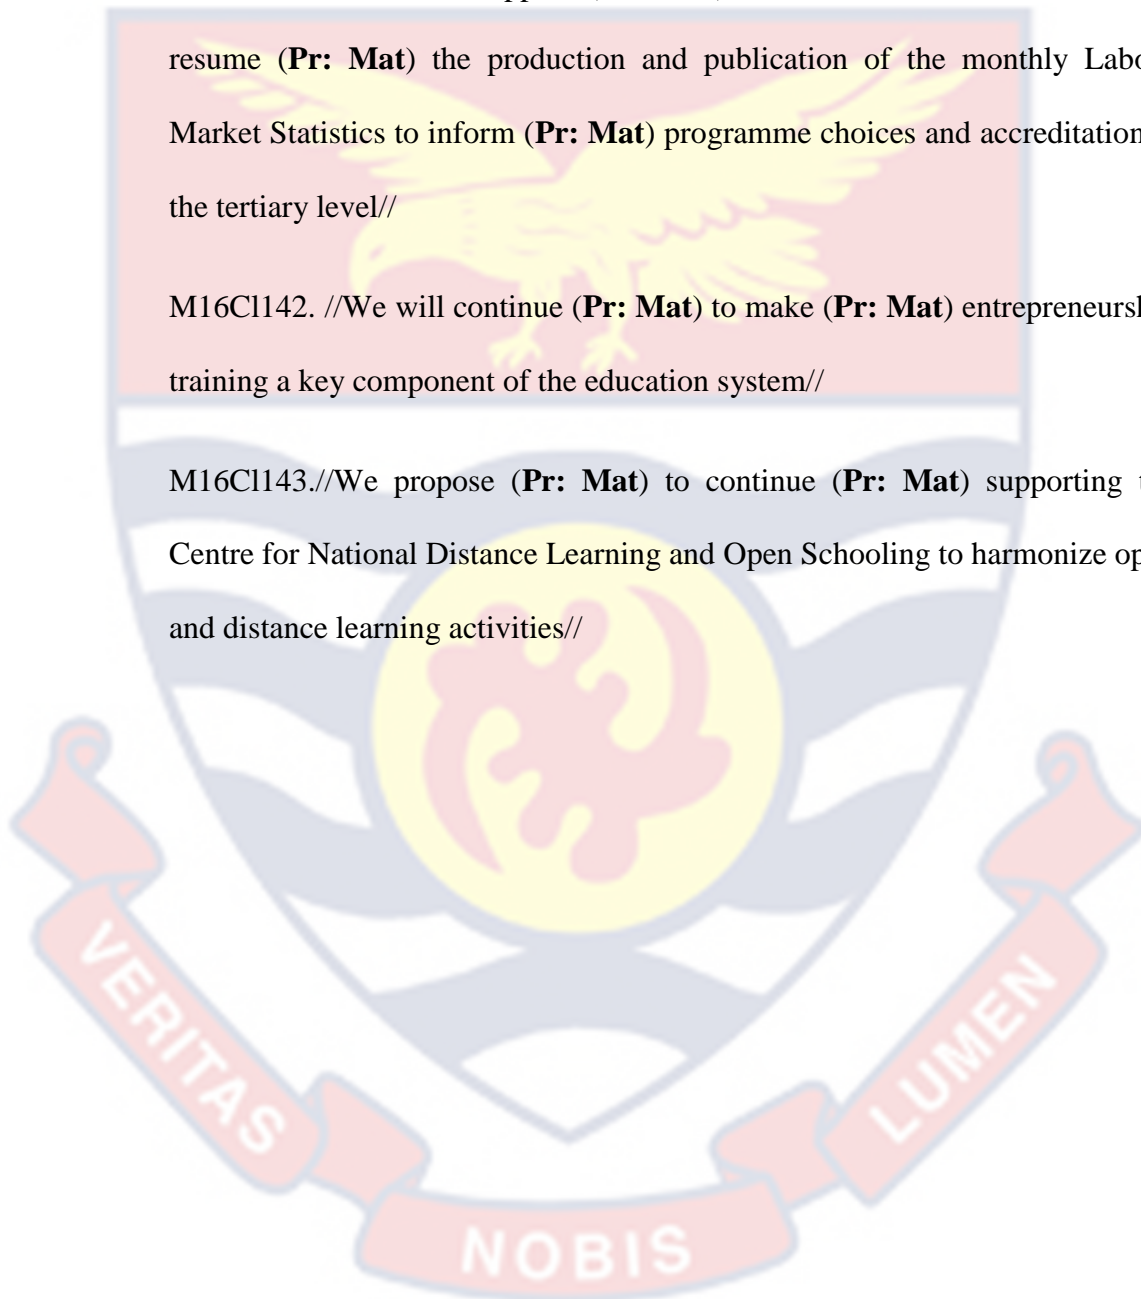 resume (Pr: Mat) the production and publication of the monthly
Market Statistics to inform (Pr: Mat) programme choices and accreditation
the tertiary level//
M16Cl142. //We will continue (Pr: Mat) to make (Pr: Mat)
training a key component of the education system//
M16Cl143.//We propose (Pr: Mat) to continue (Pr: Mat) supporting
Centre for National Distance Learning and Open Schooling to harmonize
and distance learning activities//
VERITAS
NOBIS
LUMEN